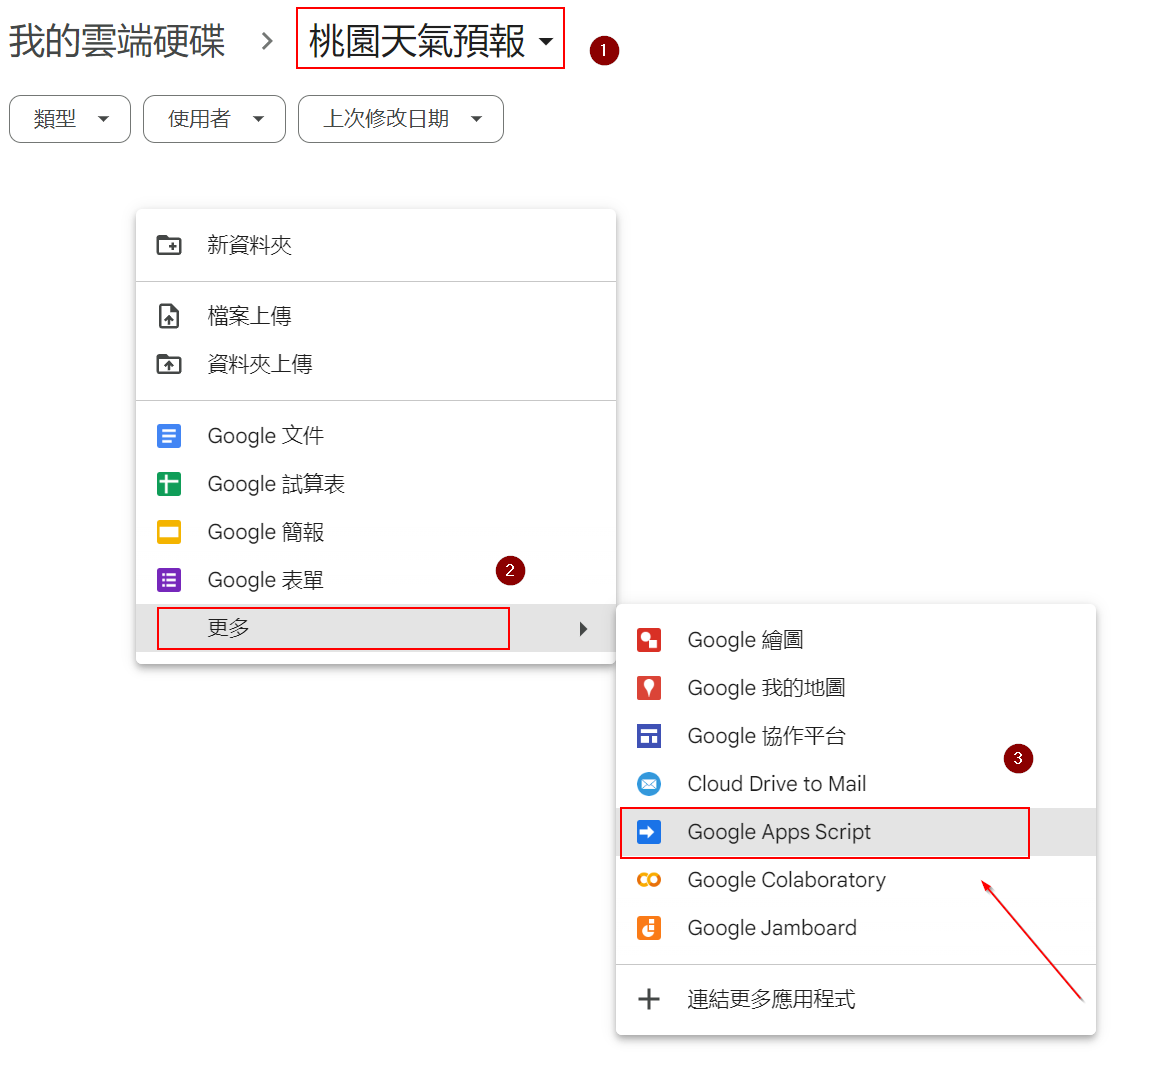 我的雲端硬碟 > 桃園天氣預報 1
類型 使用者 上次修改日期
新資料夾
檔案上傳
資料夾上傳
Google 文件
Google 試算表
Google 簡報
Google 表單
2
更多
Google 繪圖
Google 我的地圖
Google 協作平台
3
Cloud Drive to Mail
Google Apps Script
Google Colaboratory
Google Jamboard
連結更多應用程式